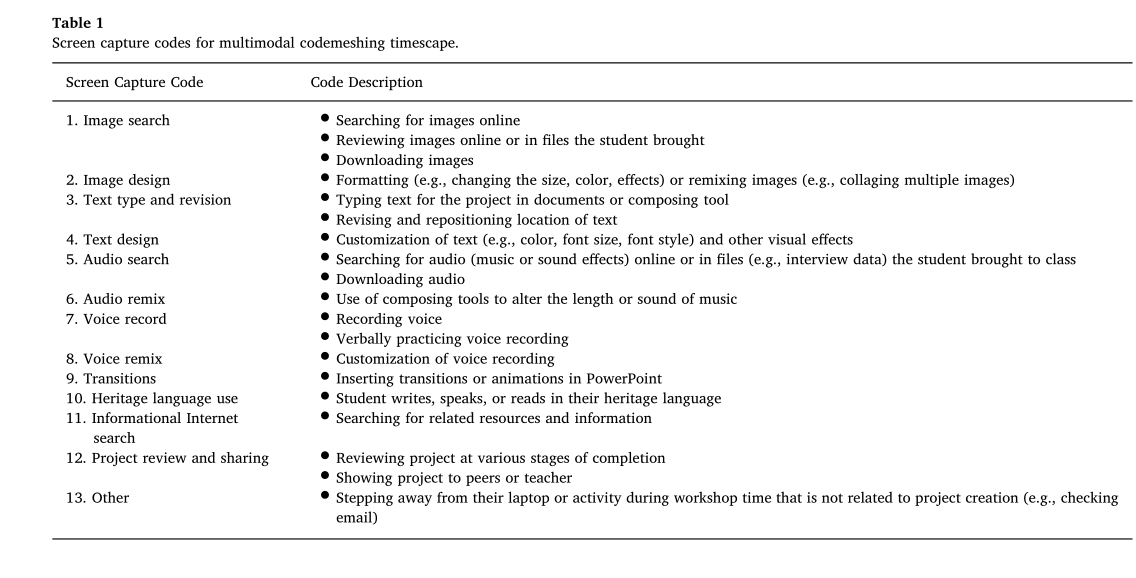 Table 1
Screen capture codes for multimodal codemeshing timescape.
Screen Capture Code Code Description
1. Image search • Searching for images online
• Reviewing images online or in files the student brought
• Downloading images
2. Image design • Formatting (e.g., changing the size, color, effects) or remixing images (e.g., collaging multiple images)
3. Text type and revision • Typing text for the project in documents or composing tool
• Revising and repositioning location of text
4. Text design • Customization of text (e.g., color, font size, font style) and other visual effects
5. Audio search • Searching for audio (music or sound effects) online or in files (e.g., interview data) the student brought to class
• Downloading audio
6. Audio remix • Use of composing tools to alter the length or sound of music
7. Voice record • Recording voice
• Verbally practicing voice recording
8. Voice remix • Customization of voice recording
9. Transitions • Inserting transitions or animations in PowerPoint
10. Heritage language use • Student writes, speaks, or reads in their heritage language
11. Informational Internet • Searching for related resources and information
search
12. Project review and sharing • Reviewing project at various stages of completion
• Showing project to peers or teacher
13. Other • Stepping away from their laptop or activity during workshop time that is not related to project creation (e.g., checking
email)